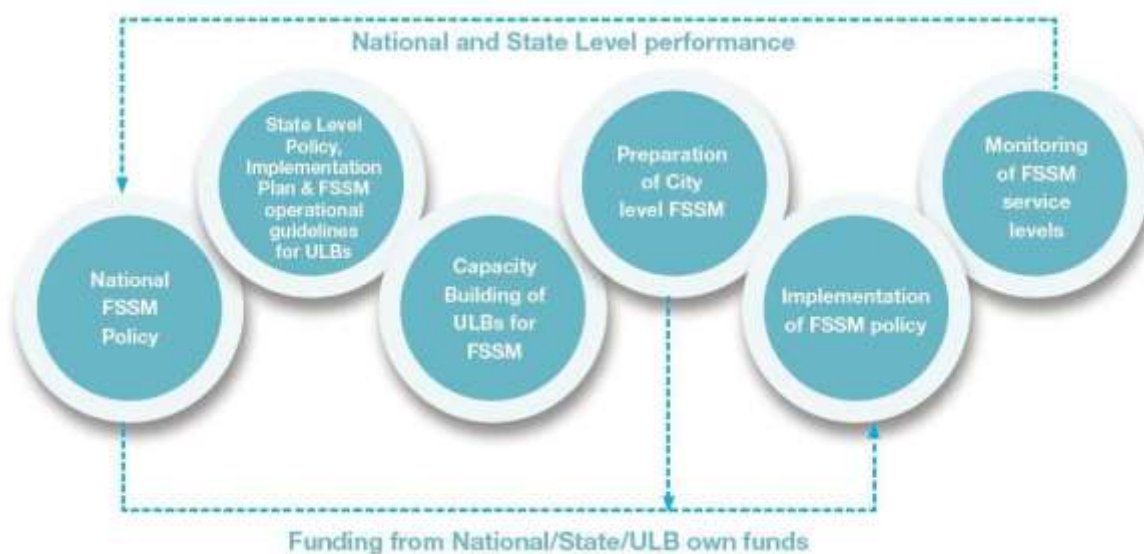 National and State Level performance
State Level
Policy,
Implementation
Plan & FSSM
operational
guidelines
for ULBs
Preparation
of City
level FSSM
Monitoring
of FSSM
service
levels
National
FSSM
Policy
Capacity
Building of
ULBs for
FSSM
Implementation
of FSSM policy
Funding from National/State/ULB own funds